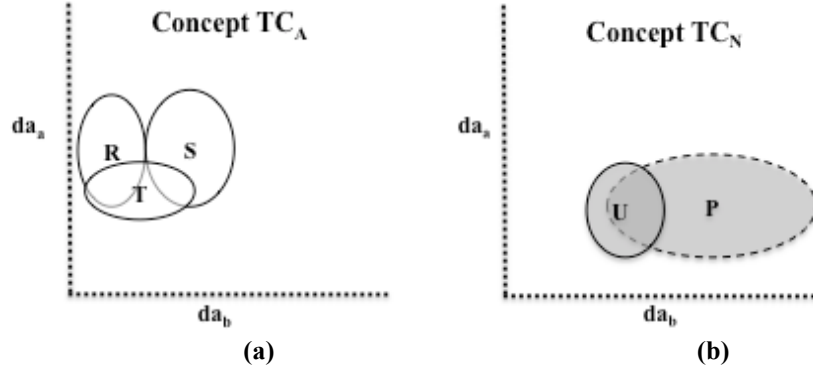 Concept TC_A
da_a
R
S
T
da_b
(a)
Concept TC_N
da_a
U
P
da_b
(b)